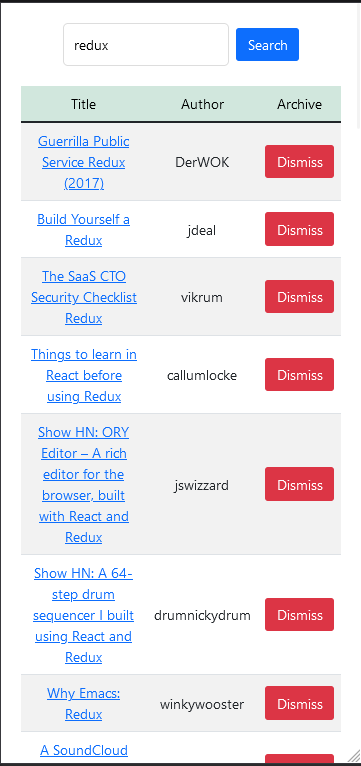 redux
Search
Title
Author
Archive
Guerrilla Public
Service Redux
(2017)
DerWOK
Dismiss
Build Yourself a
Redux
jdeal
Dismiss
The SaaS CTO
Security Checklist
Redux
vikrum
Dismiss
Things to learn in
React before
using Redux
callumlocke
Dismiss
Show HN: ORY
Editor – A rich
editor for the
browser, built
with React and
Redux
jswizzard
Dismiss
Show HN: A 64-
step drum
sequencer I built
using React and
Redux
drumnickydrum
Dismiss
Why Emacs:
Redux
winkywooster
Dismiss
A SoundCloud